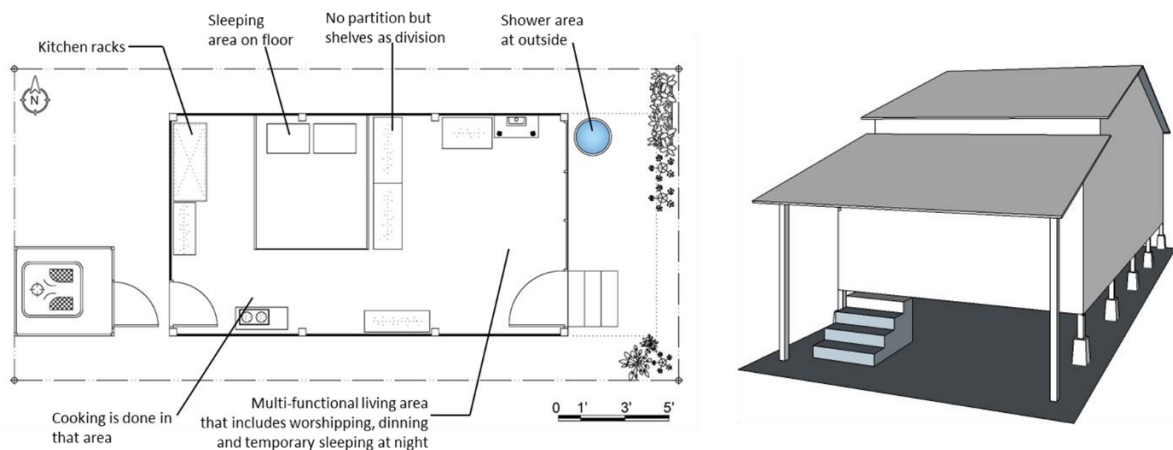 Kitchen racks
Sleeping
area on floor
No partition but
shelves as division
Shower area
at outside
N
Cooking is done in
that area
Multi-functional living area
that includes worshipping, dinning
and temporary sleeping at night
0 1' 3' 5'